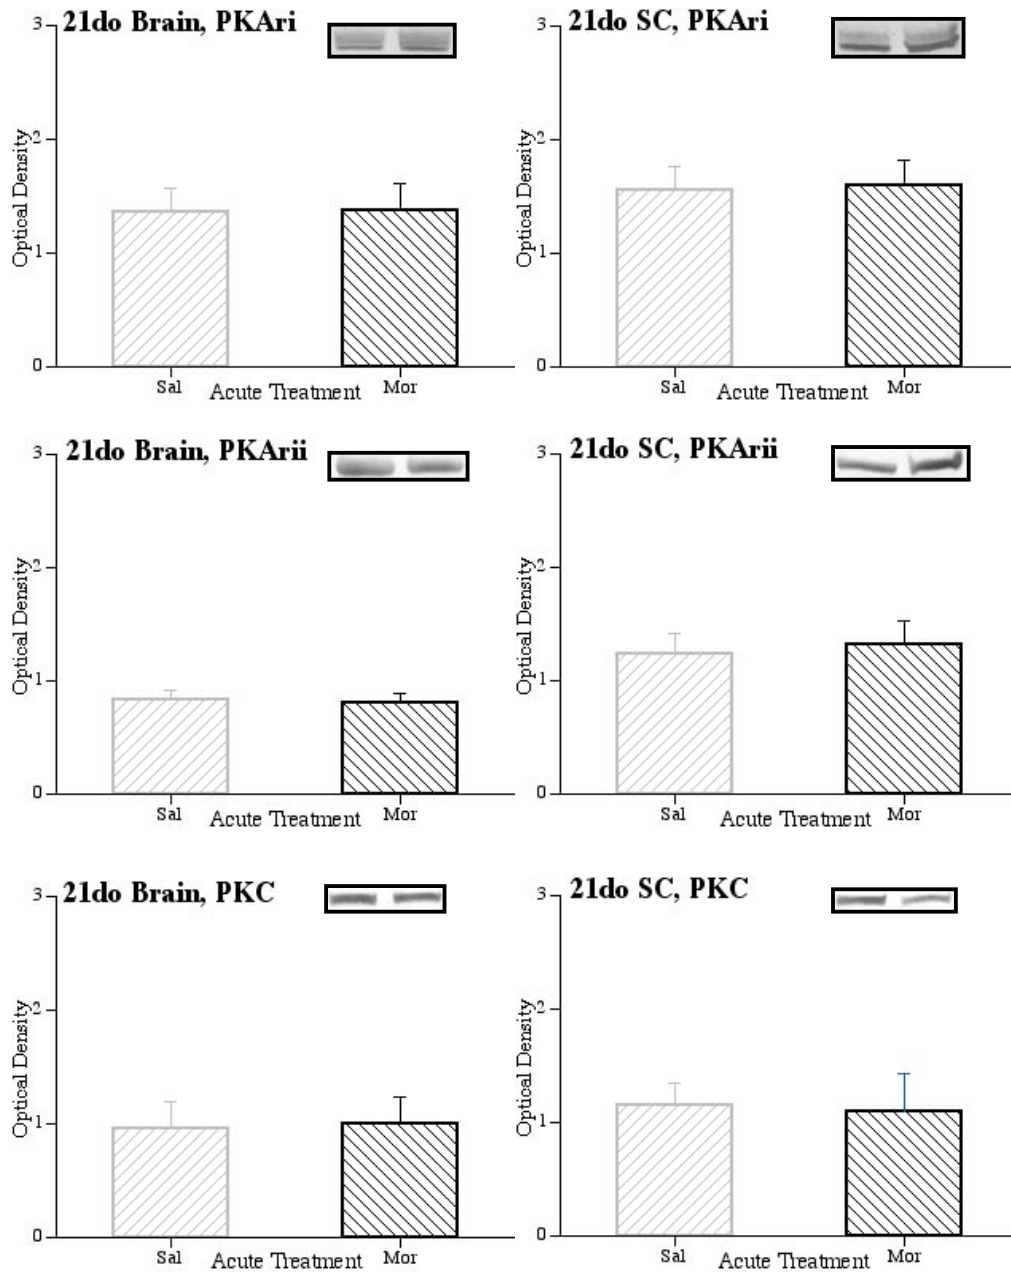 21do Brain, PKAri
3
2
1
0
Optical Density
Sal
Acute Treatment
Mor
21do SC, PKAri
3
2
1
0
Optical Density
Sal
Acute Treatment
Mor
21do Brain, PKArii
3
2
1
0
Optical Density
Sal
Acute Treatment
Mor
21do SC, PKArii
3
2
1
0
Optical Density
Sal
Acute Treatment
Mor
21do Brain, PKC
3
2
1
0
Optical Density
Sal
Acute Treatment
Mor
21do SC, PKC
3
2
1
0
Optical Density
Sal
Acute Treatment
Mor